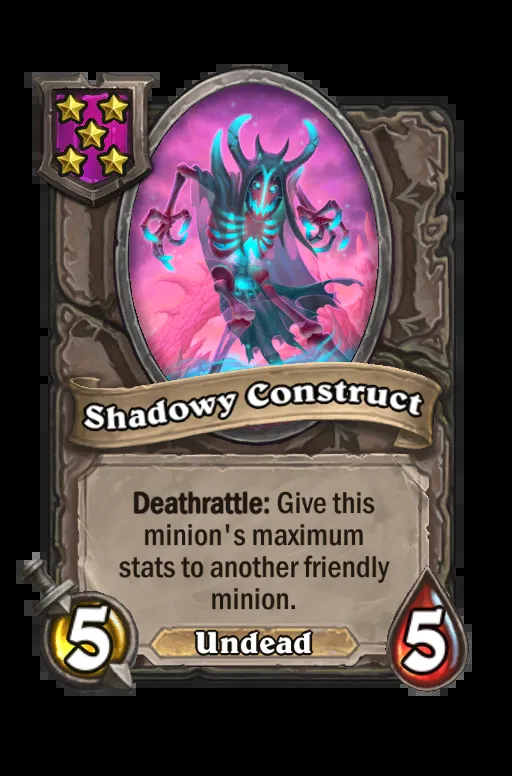 Shadowy Construct
Deathrattle: Give this
minion's maximum
stats to another friendly
minion.
5
Undead
5